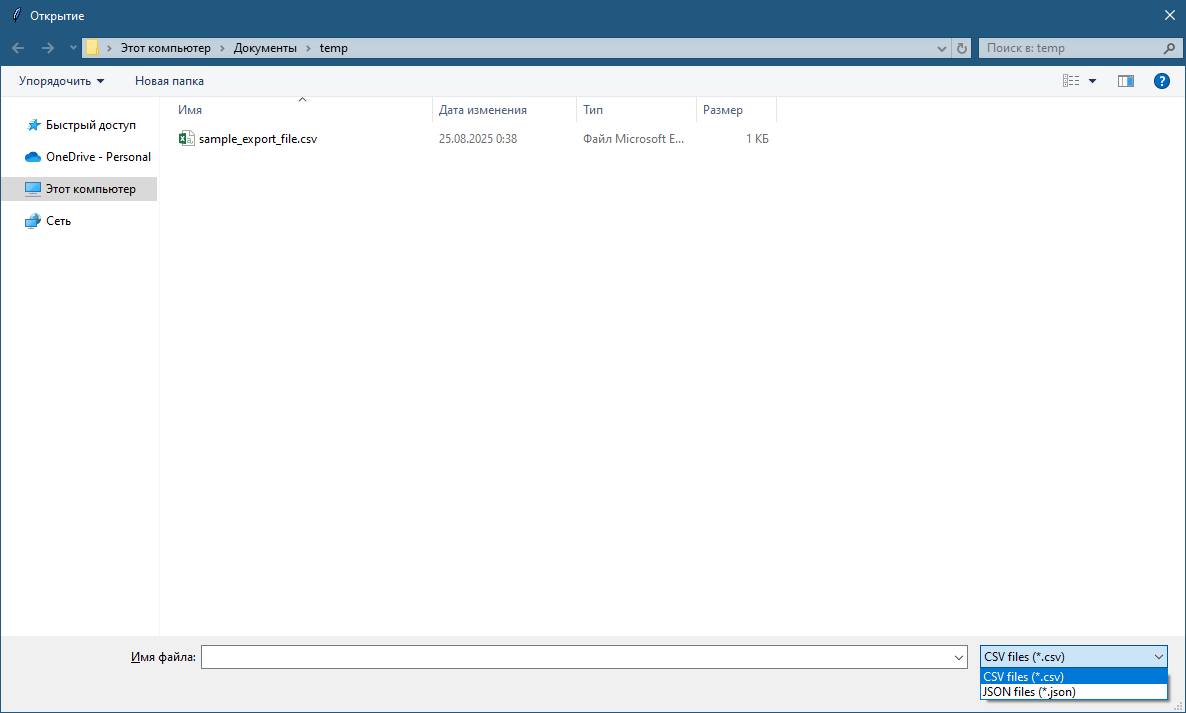 Открытие
Этот компьютер Документы temp
Поиск в: temp
Упорядочить Новая папка
Имя Дата изменения Тип Размер
Быстрый доступ
sample_export_file.csv 25.08.2025 0:38 Файл Microsoft E... 1 КБ
OneDrive - Personal
Этот компьютер
Сеть
Имя файла:
CSV files (*.csv)
CSV files (*.csv)
JSON files (*.json)